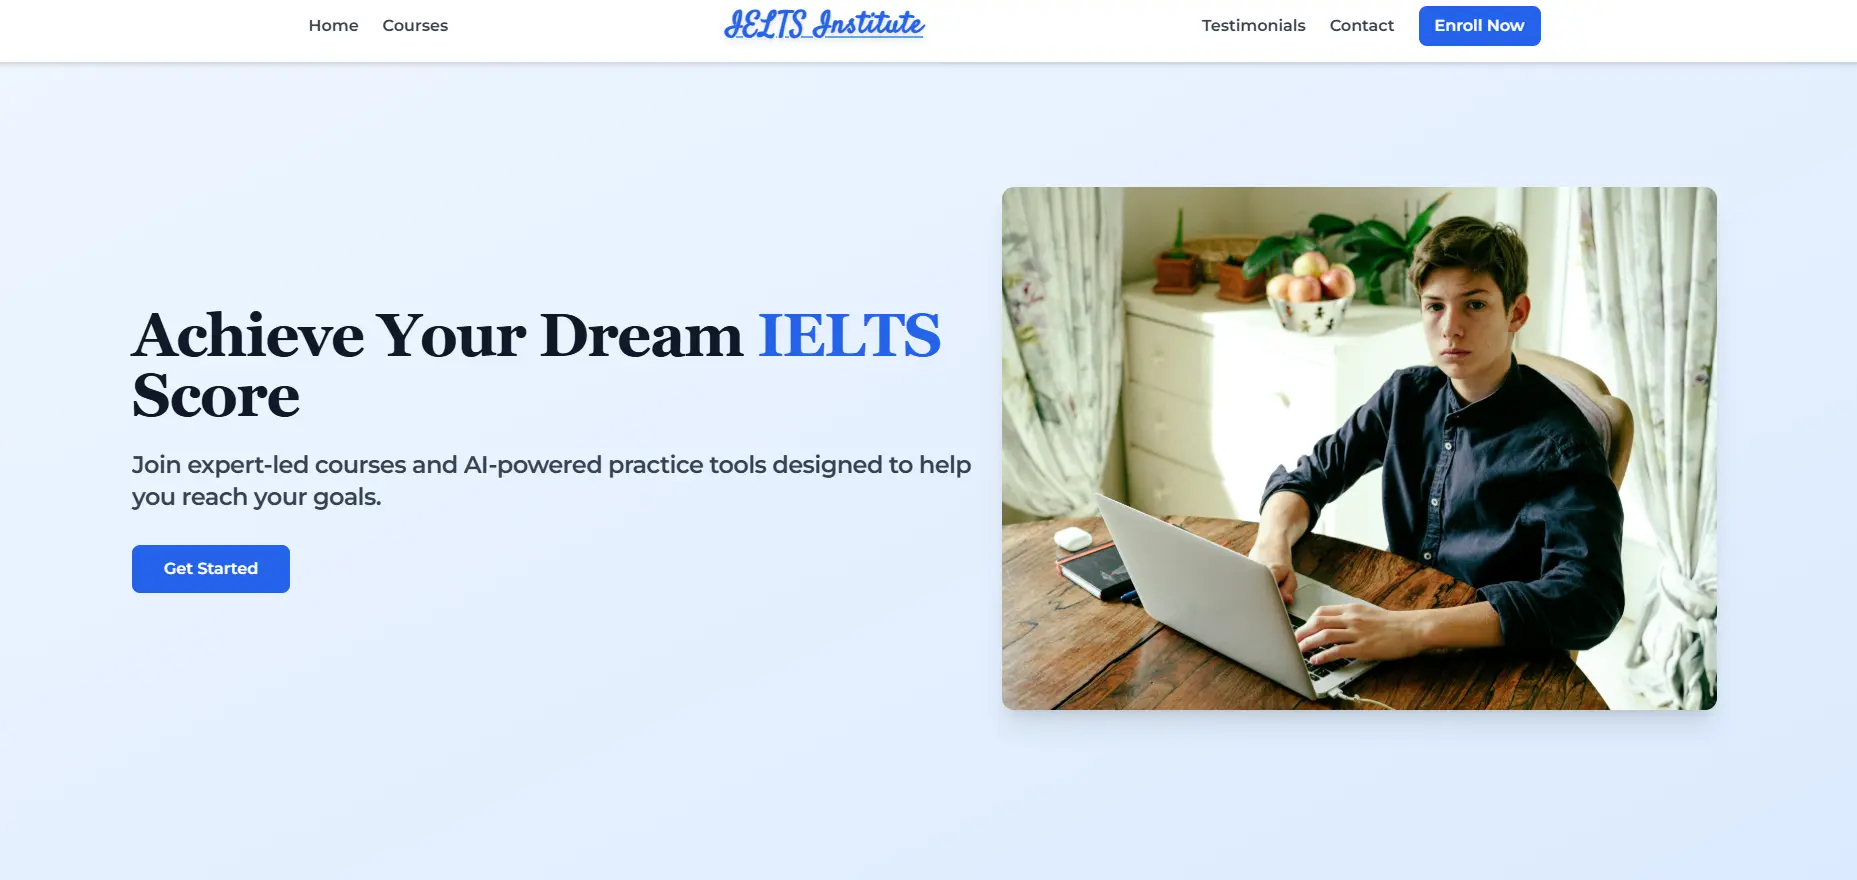 Home Courses IELTS Institute Testimonials Contact Enroll Now
Achieve Your Dream IELTS
Score
Join expert-led courses and AI-powered practice tools designed to help
you reach your goals.
Get Started